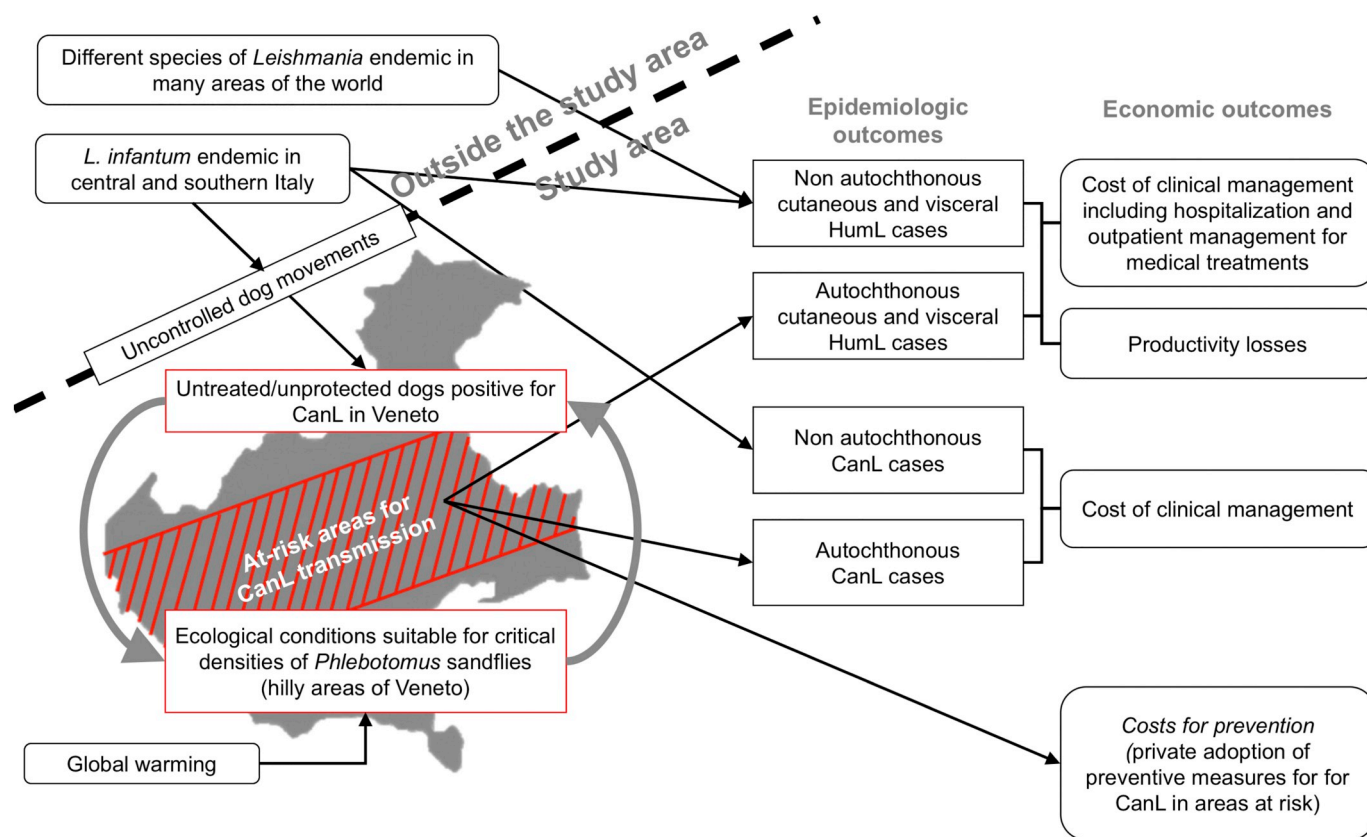 Different species of Leishmania endemic in
many areas of the world
L. infantum endemic in
central and southern Italy
Outside the study area
Study area
Uncontrolled dog movements
Untreated/unprotected dogs positive for
CanL in Veneto
At-risk areas for
CanL transmission
Ecological conditions suitable for critical
densities of Phlebotomus sandflies
(hilly areas of Veneto)
Global warming
Epidemiologic
outcomes
Non autochthonous
cutaneous and visceral
HumL cases
Autochthonous
cutaneous and visceral
HumL cases
Non autochthonous
CanL cases
Autochthonous
CanL cases
Economic outcomes
Cost of clinical management
including hospitalization and
outpatient management for
medical treatments
Productivity losses
Cost of clinical management
Costs for prevention
(private adoption of
preventive measures for for
CanL in areas at risk)